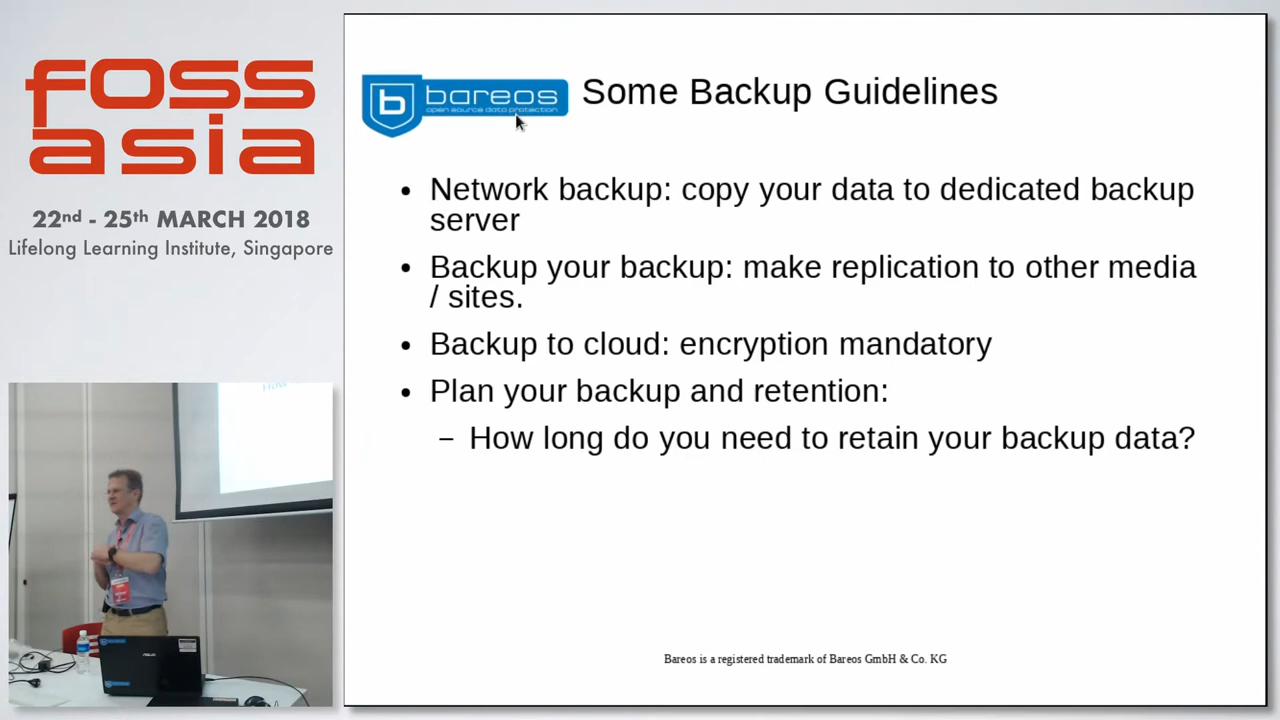 foss
asia
22nd - 25th MARCH 2018
Lifelong Learning Institute, Singapore
b bareos
open source data protection
Some Backup Guidelines
• Network backup: copy your data to dedicated backup
server
• Backup your backup: make replication to other media
/ sites.
• Backup to cloud: encryption mandatory
• Plan your backup and retention:
– How long do you need to retain your backup data?
Bareos is a registered trademark of Bareos GmbH & Co. KG
ASUS